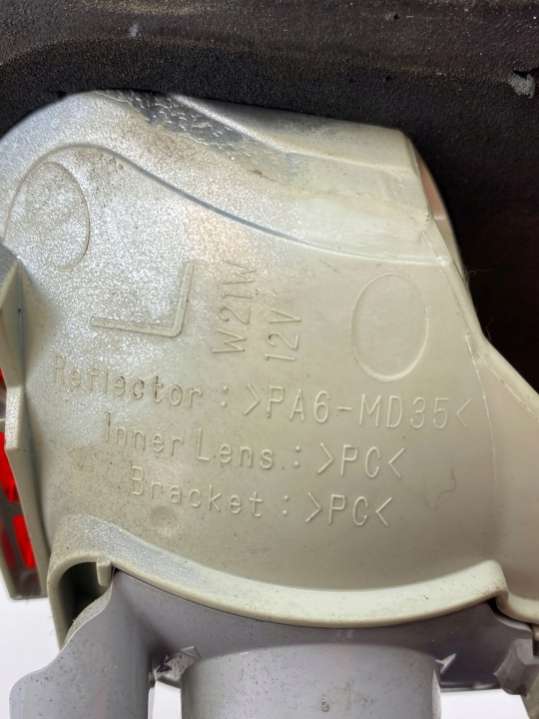 L
W21W
12V
Reflector : >PA6-MD35<
Inner Lens : >PC<
Bracket : >PC<